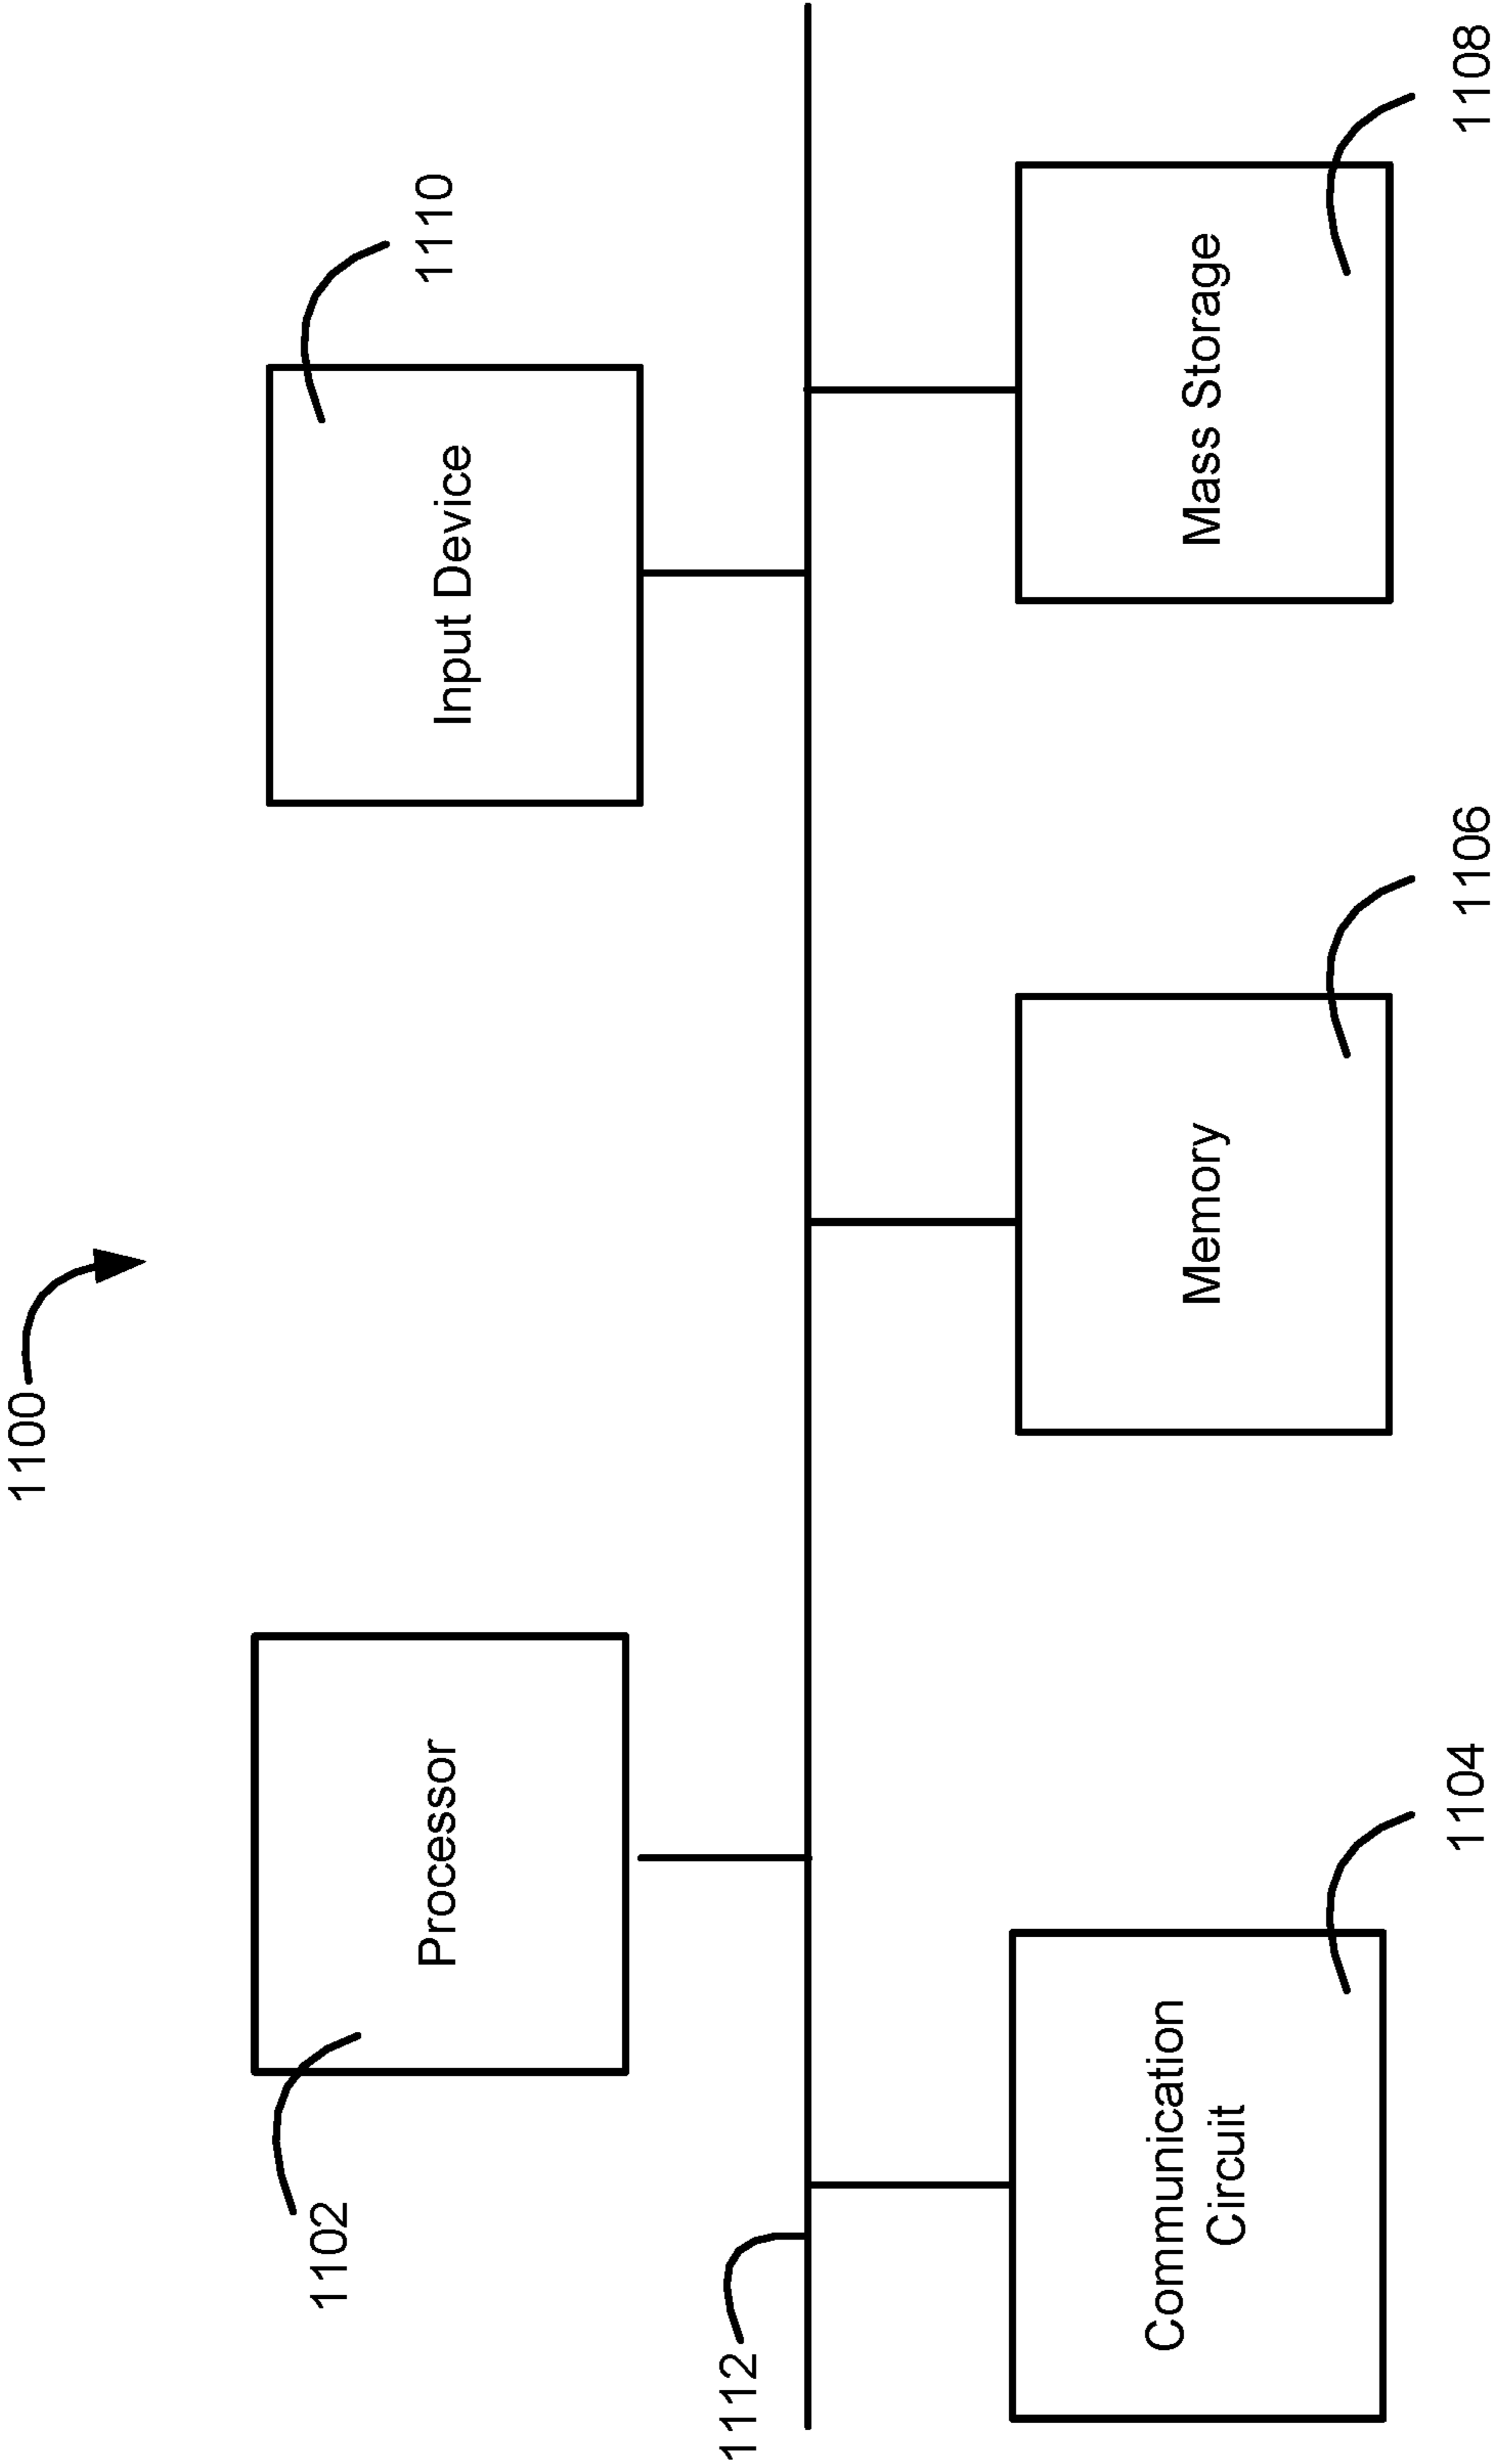 1100
1110
Input Device
Processor
1102
1112
Communication
Circuit
1104
Memory
1106
Mass Storage
1108